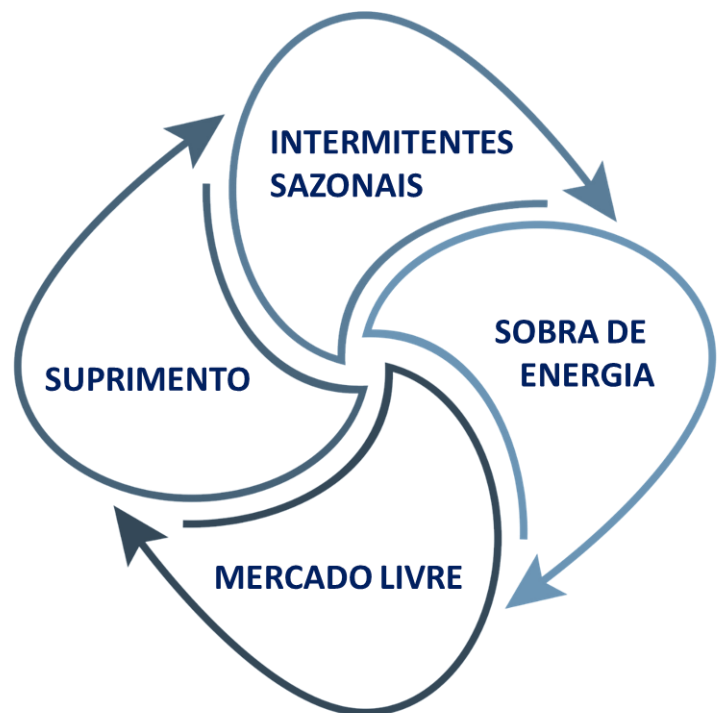 INTERMITENTES
SAZONAIS
SOBRA DE
ENERGIA
MERCADO LIVRE
SUPRIMENTO